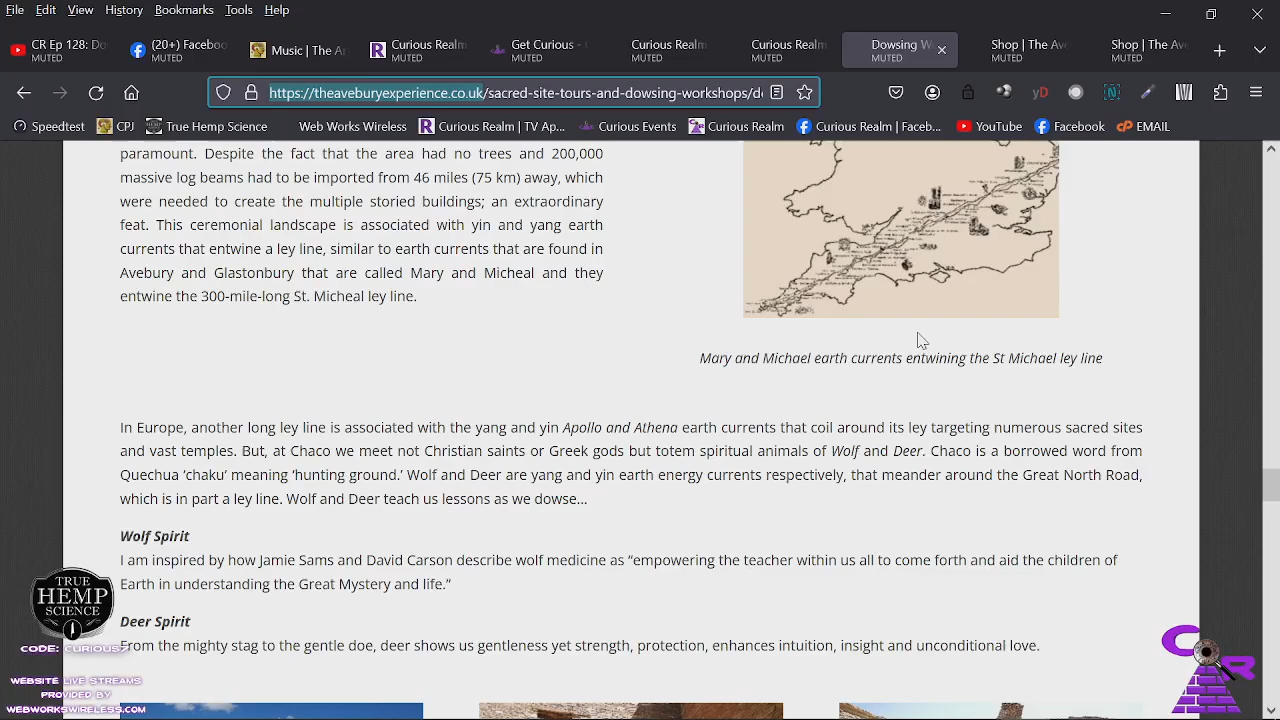 File Edit View History Bookmarks Tools Help
CR Ep 128: Do
MUTED
(20+) Facebo
MUTED
Music | The Ar
MUTED
Curious Realm
MUTED
Get Curious -
MUTED
Curious Realm
MUTED
Curious Realm
MUTED
Dowsing W
MUTED
Shop | The Ave
MUTED
Shop | The Ave
MUTED
https://theaveburyexperience.co.uk/sacred-site-tours-and-dowsing-workshops/d
Speedtest CPJ True Hemp Science Web Works Wireless Curious Realm | TV Ap... Curious Events Curious Realm Curious Realm | Faceb... YouTube Facebook EMAIL
paramount. Despite the fact that the area had no trees and 200,000
massive log beams had to be imported from 46 miles (75 km) away, which
were needed to create the multiple storied buildings; an extraordinary
feat. This ceremonial landscape is associated with yin and yang earth
currents that entwine a ley line, similar to earth currents that are found in
Avebury and Glastonbury that are called Mary and Micheal and they
entwine the 300-mile-long St. Micheal ley line.
Mary and Michael earth currents entwining the St Michael ley line
In Europe, another long ley line is associated with the yang and yin Apollo and Athena earth currents that coil around its ley targeting numerous sacred sites
and vast temples. But, at Chaco we meet not Christian saints or Greek gods but totem spiritual animals of Wolf and Deer. Chaco is a borrowed word from
Quechua ‘chaku’ meaning ‘hunting ground.’ Wolf and Deer are yang and yin earth energy currents respectively, that meander around the Great North Road,
which is in part a ley line. Wolf and Deer teach us lessons as we dowse…
Wolf Spirit
I am inspired by how Jamie Sams and David Carson describe wolf medicine as “empowering the teacher within us all to come forth and aid the children of
Earth in understanding the Great Mystery and life.”
Deer Spirit
From the mighty stag to the gentle doe, deer shows us gentleness yet strength, protection, enhances intuition, insight and unconditional love.
TRUE
HEMP
SCIENCE
CODE: CURIOUS7
WEBSITE LIVE STREAMS
PROVIDED BY
WEBWORKSWIRELESS.COM
C R